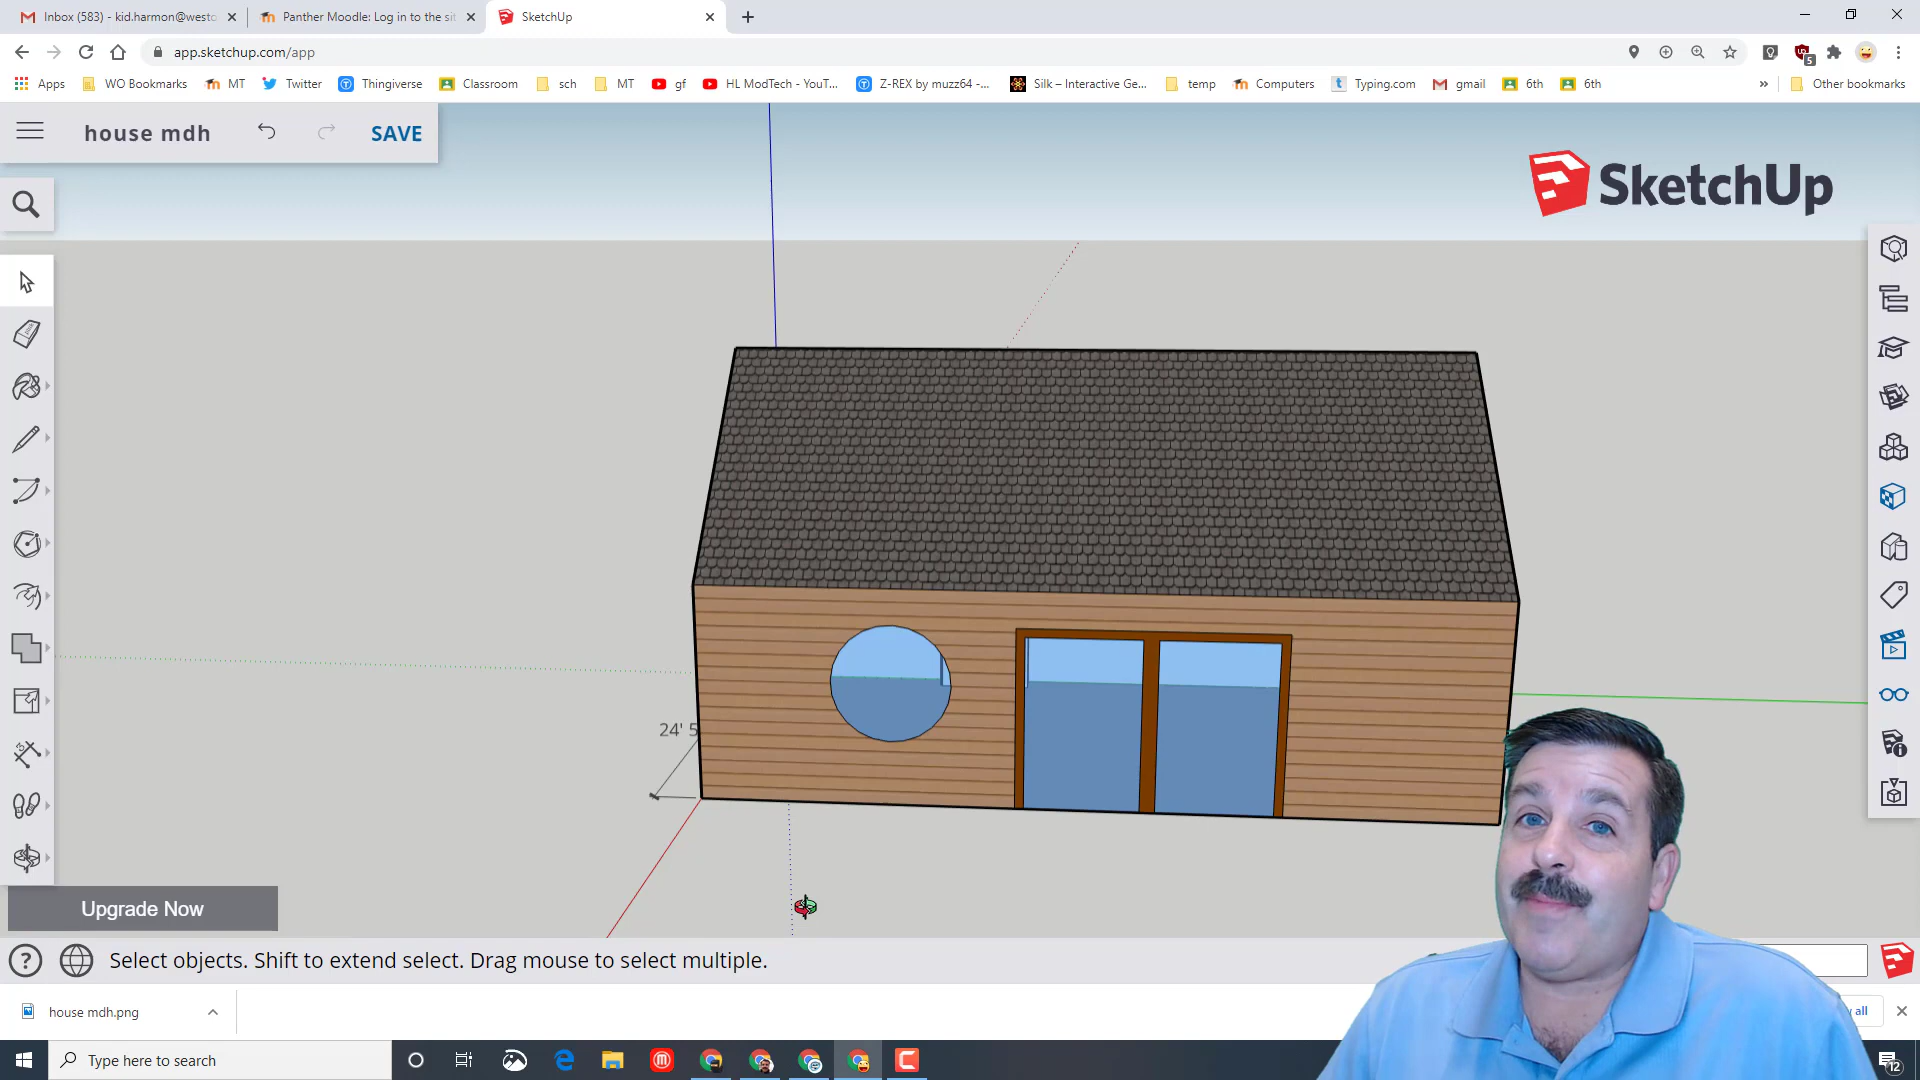 Inbox (583) - kid.harmon@westo
Panther Moodle: Log in to the sit
SketchUp
app.sketchup.com/app
Apps
WO Bookmarks
MT
Twitter
Thingiverse
Classroom
sch
MT
gf
HL ModTech - YouT...
Z-REX by muzz64 -...
Silk – Interactive Ge...
temp
Computers
Typing.com
gmail
6th
6th
»
Other bookmarks
house mdh
SAVE
SketchUp
24' 5
Upgrade Now
Select objects. Shift to extend select. Drag mouse to select multiple.
house mdh.png
all
Type here to search
12